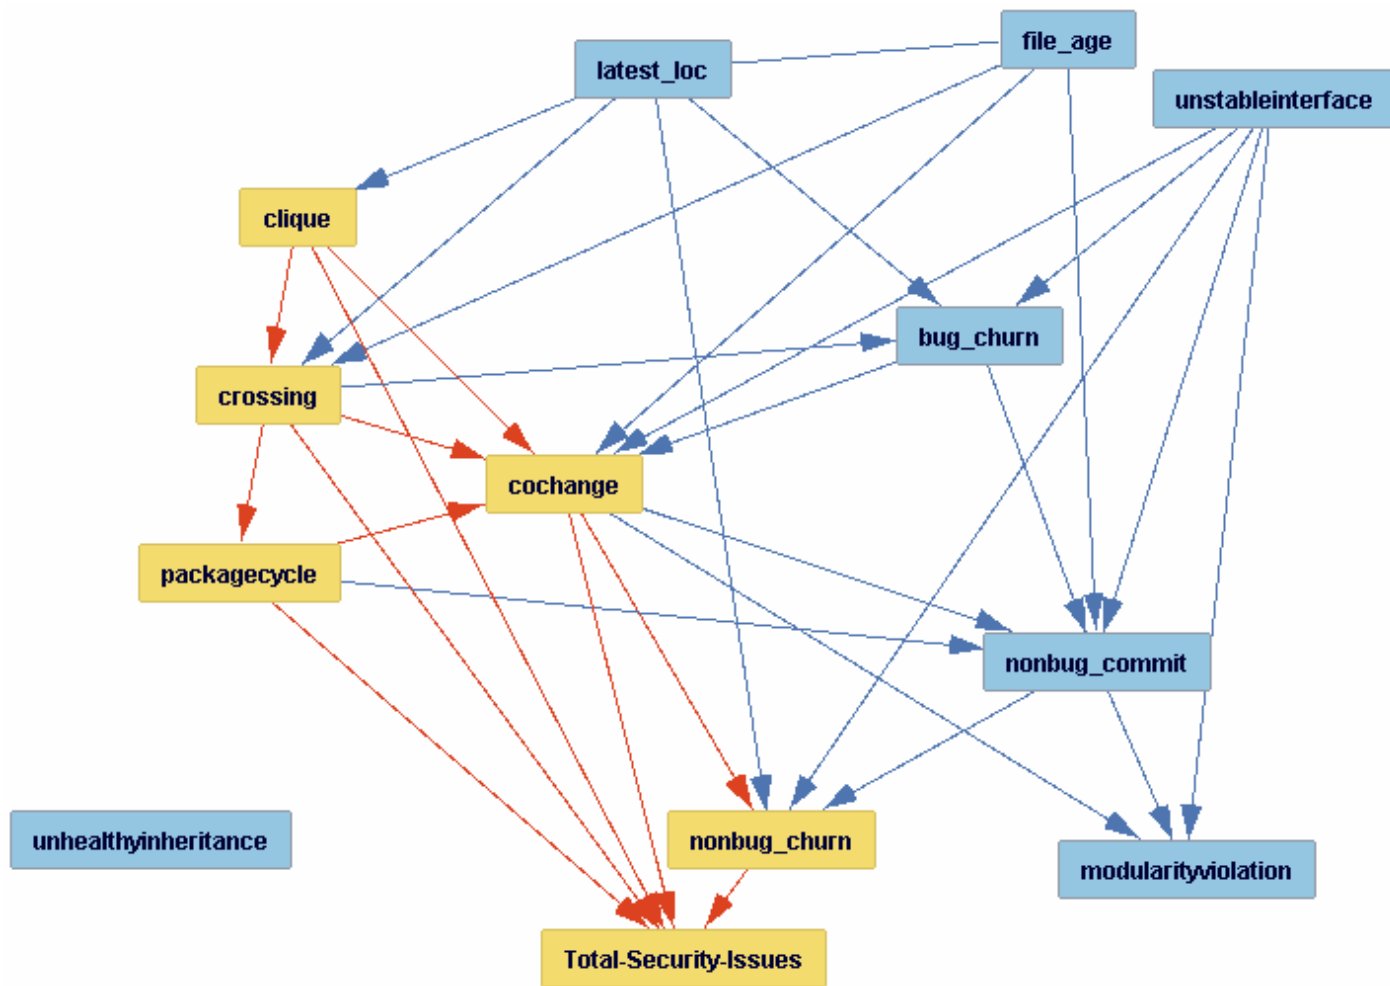 file_age
latest_loc
unstableinterface
clique
bug_churn
crossing
cochange
packagecycle
nonbug_commit
unhealthyinheritance
nonbug_churn
modularityviolation
Total-Security-Issues